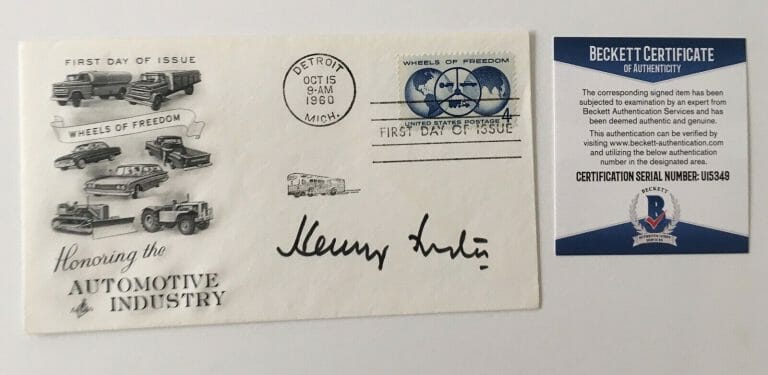 FIRST DAY OF ISSUE
WHEELS OF FREEDOM
Honoring the
AUTOMOTIVE
INDUSTRY
DETROIT
OCT 15
9-AM
1960
MICH.
WHEELS OF FREEDOM
UNITED STATES POSTAGE 4
FIRST DAY OF ISSUE
Henry
BECKETT CERTIFICATE
OF AUTHENTICITY
The corresponding signed item has been
subjected to examination by an expert from
Beckett Authentication Services and has
been deemed authentic and genuine.
This authentication can be verified by
visiting www.beckett-authentication.com
and utilizing the below authentication
number in the designated area.
CERTIFICATION SERIAL NUMBER: U15349
BECKETT
B
AUTHENTICATION
SERVICES